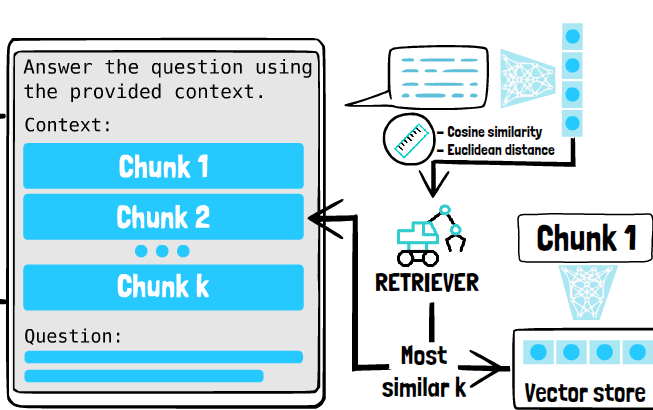 Answer the question using
the provided context.
Context:
Chunk 1
Chunk 2
Chunk k
Question:
– Cosine similarity
– Euclidean distance
RETRIEVER
Most
similar k
Chunk 1
Vector store